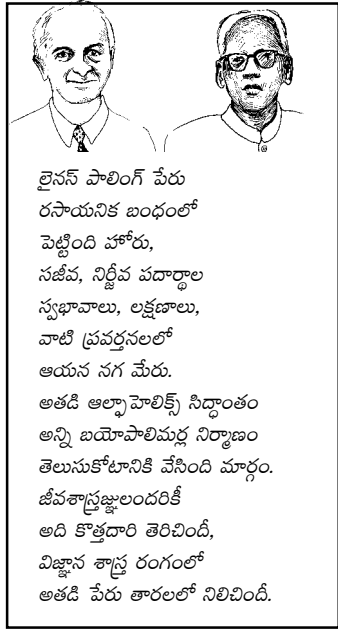 లైనస్ పాలింగ్ పేరు
రసాయనిక బంధంలో
పెట్టింది హోరు,
సజీవ, నిర్జీవ పదార్థాల
స్వభావాలు, లక్షణాలు,
వాటి ప్రవర్తనలలో
ఆయన నగ మేరు.
అతడి ఆల్ఫాహెలిక్స్ సిద్ధాంతం
అన్ని బయోపాలిమర్ల నిర్మాణం
తెలుసుకోటానికి వేసింది మార్గం.
జీవశాస్త్రజ్ఞులందరికీ
అది కొత్తదారి తెరిచిందీ,
విజ్ఞాన శాస్త్ర రంగంలో
అతడి పేరు తారలలో నిలిచిందీ.